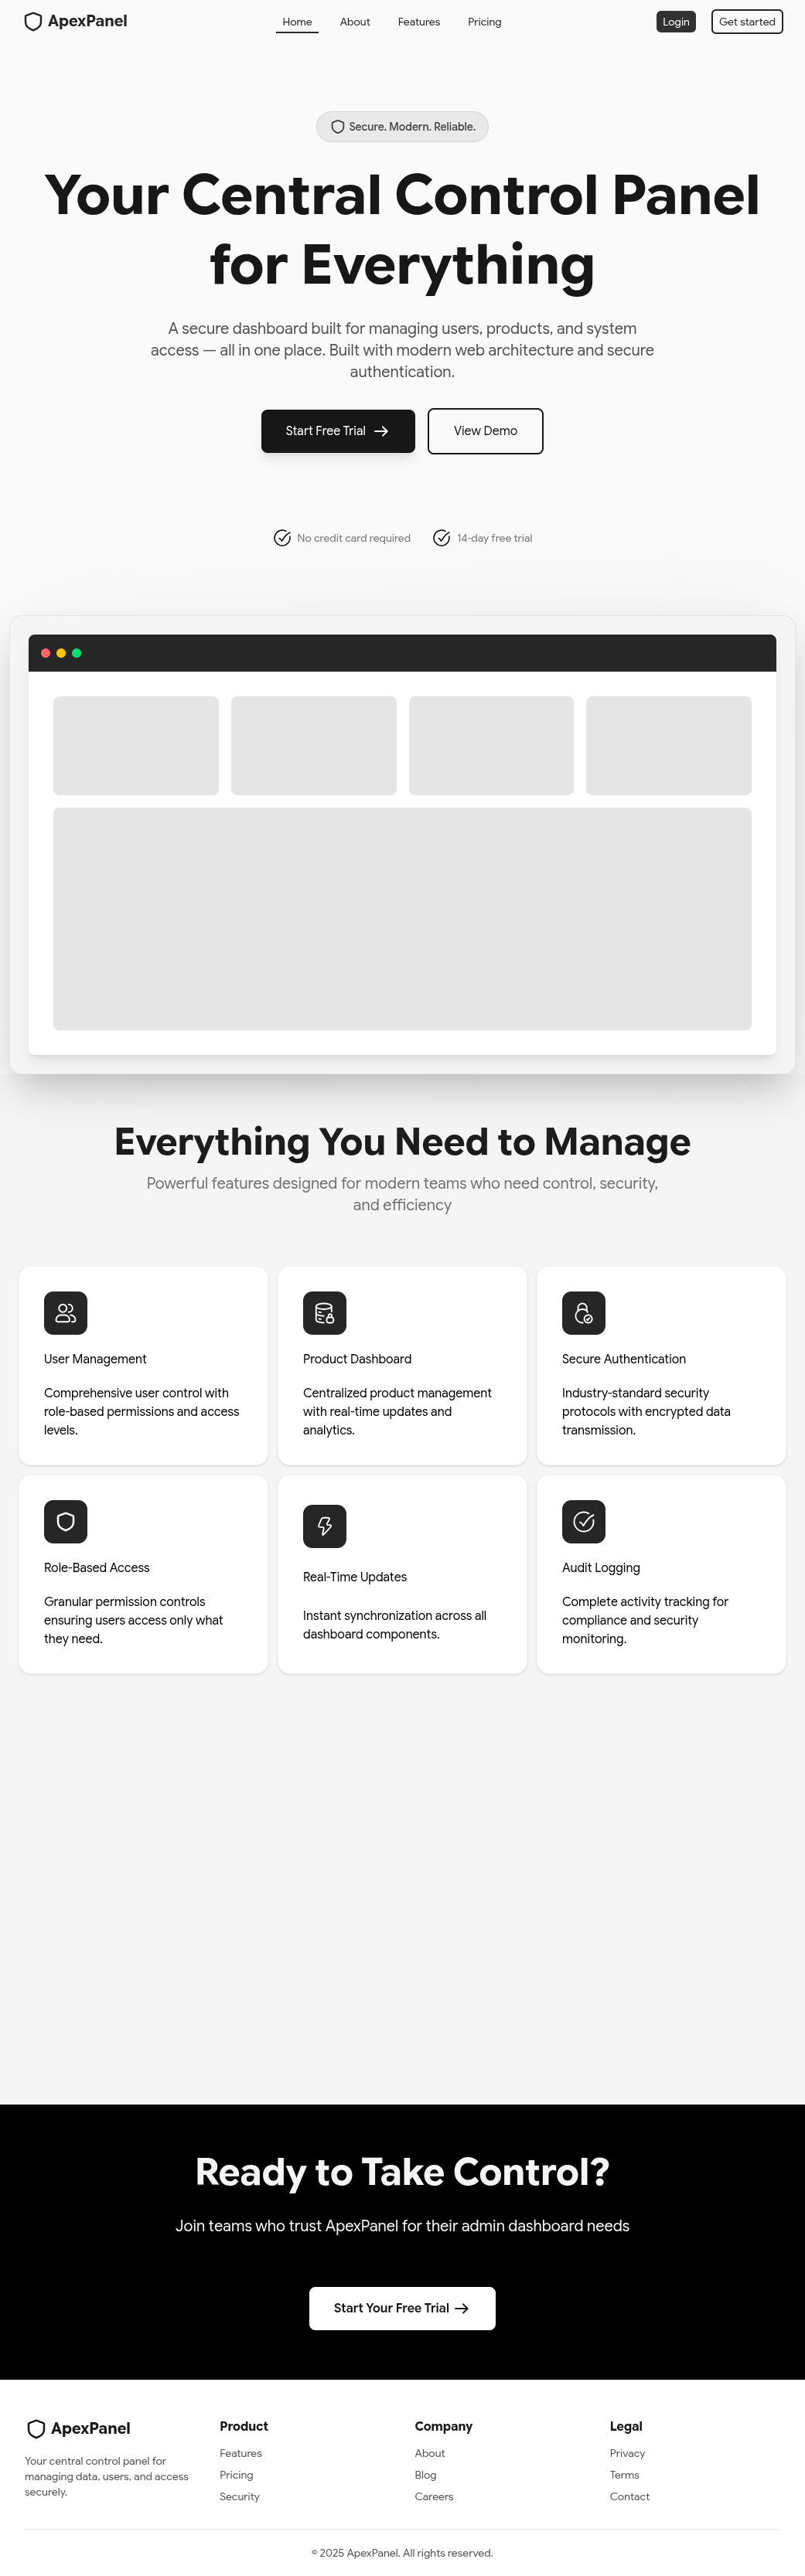 ApexPanel
Home About Features Pricing
Login Get started
Secure. Modern. Reliable.
Your Central Control Panel
for Everything
A secure dashboard built for managing users, products, and system
access — all in one place. Built with modern web architecture and secure
authentication.
Start Free Trial
View Demo
No credit card required
14-day free trial
Everything You Need to Manage
Powerful features designed for modern teams who need control, security,
and efficiency
User Management
Comprehensive user control with
role-based permissions and access
levels.
Product Dashboard
Centralized product management
with real-time updates and
analytics.
Secure Authentication
Industry-standard security
protocols with encrypted data
transmission.
Role-Based Access
Granular permission controls
ensuring users access only what
they need.
Real-Time Updates
Instant synchronization across all
dashboard components.
Audit Logging
Complete activity tracking for
compliance and security
monitoring.
Ready to Take Control?
Join teams who trust ApexPanel for their admin dashboard needs
Start Your Free Trial
ApexPanel
Your central control panel for
managing data, users, and access
securely.
Product
Features
Pricing
Security
Company
About
Blog
Careers
Legal
Privacy
Terms
Contact
© 2025 ApexPanel. All rights reserved.